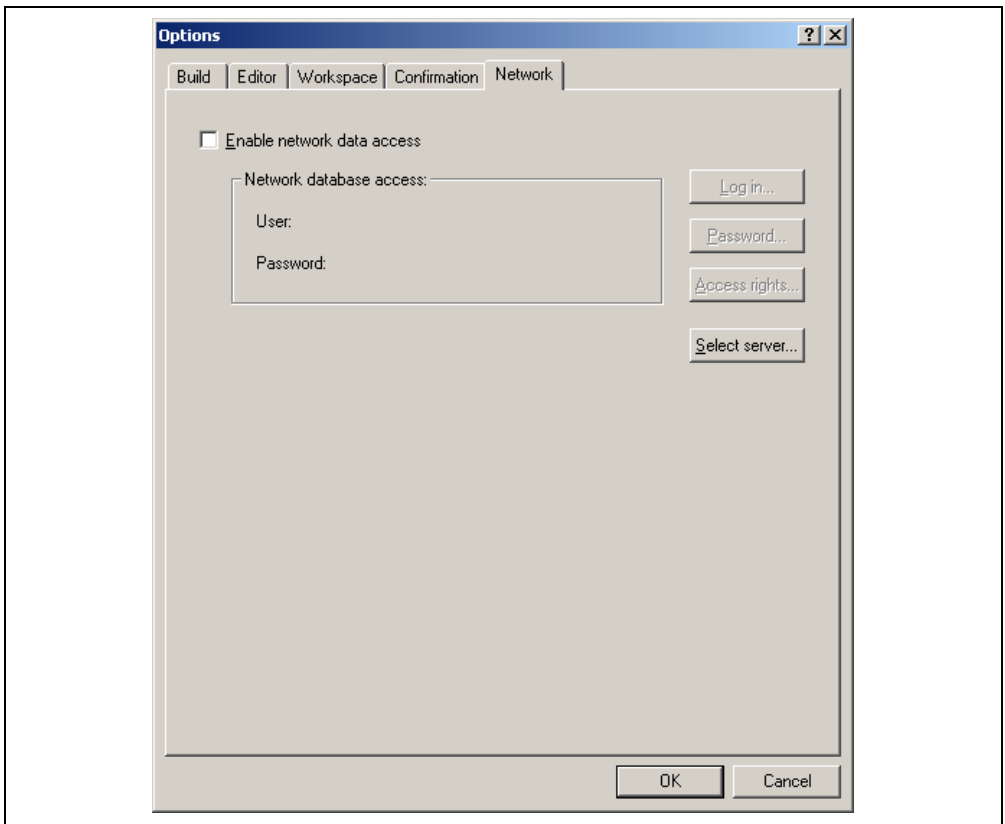 Options
Build Editor Workspace Confirmation Network
Enable network data access
Network database access:
Log in...
User:
Password...
Password:
Access rights...
Select server...
OK Cancel